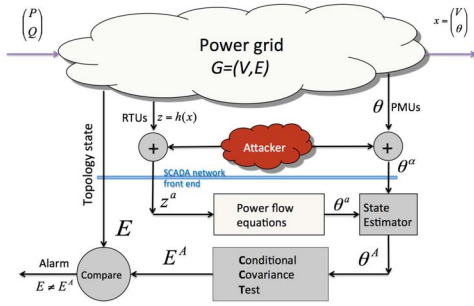 (P Q)
x = (V θ)
Power grid
G=(V,E)
RTUs
z = h(x)
θ
PMUs
+
Attacker
+
Topology state
SCADA network
front end
θ^α
z^a
Power flow
equations
θ^a
State
Estimator
E
Alarm
E ≠ E^A
Compare
E^A
Conditional
Covariance
Test
θ^A